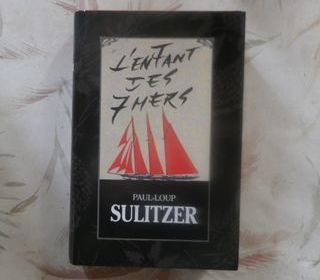 L'ENFANT
DES
7 MERS
PAUL-LOUP
SULITZER